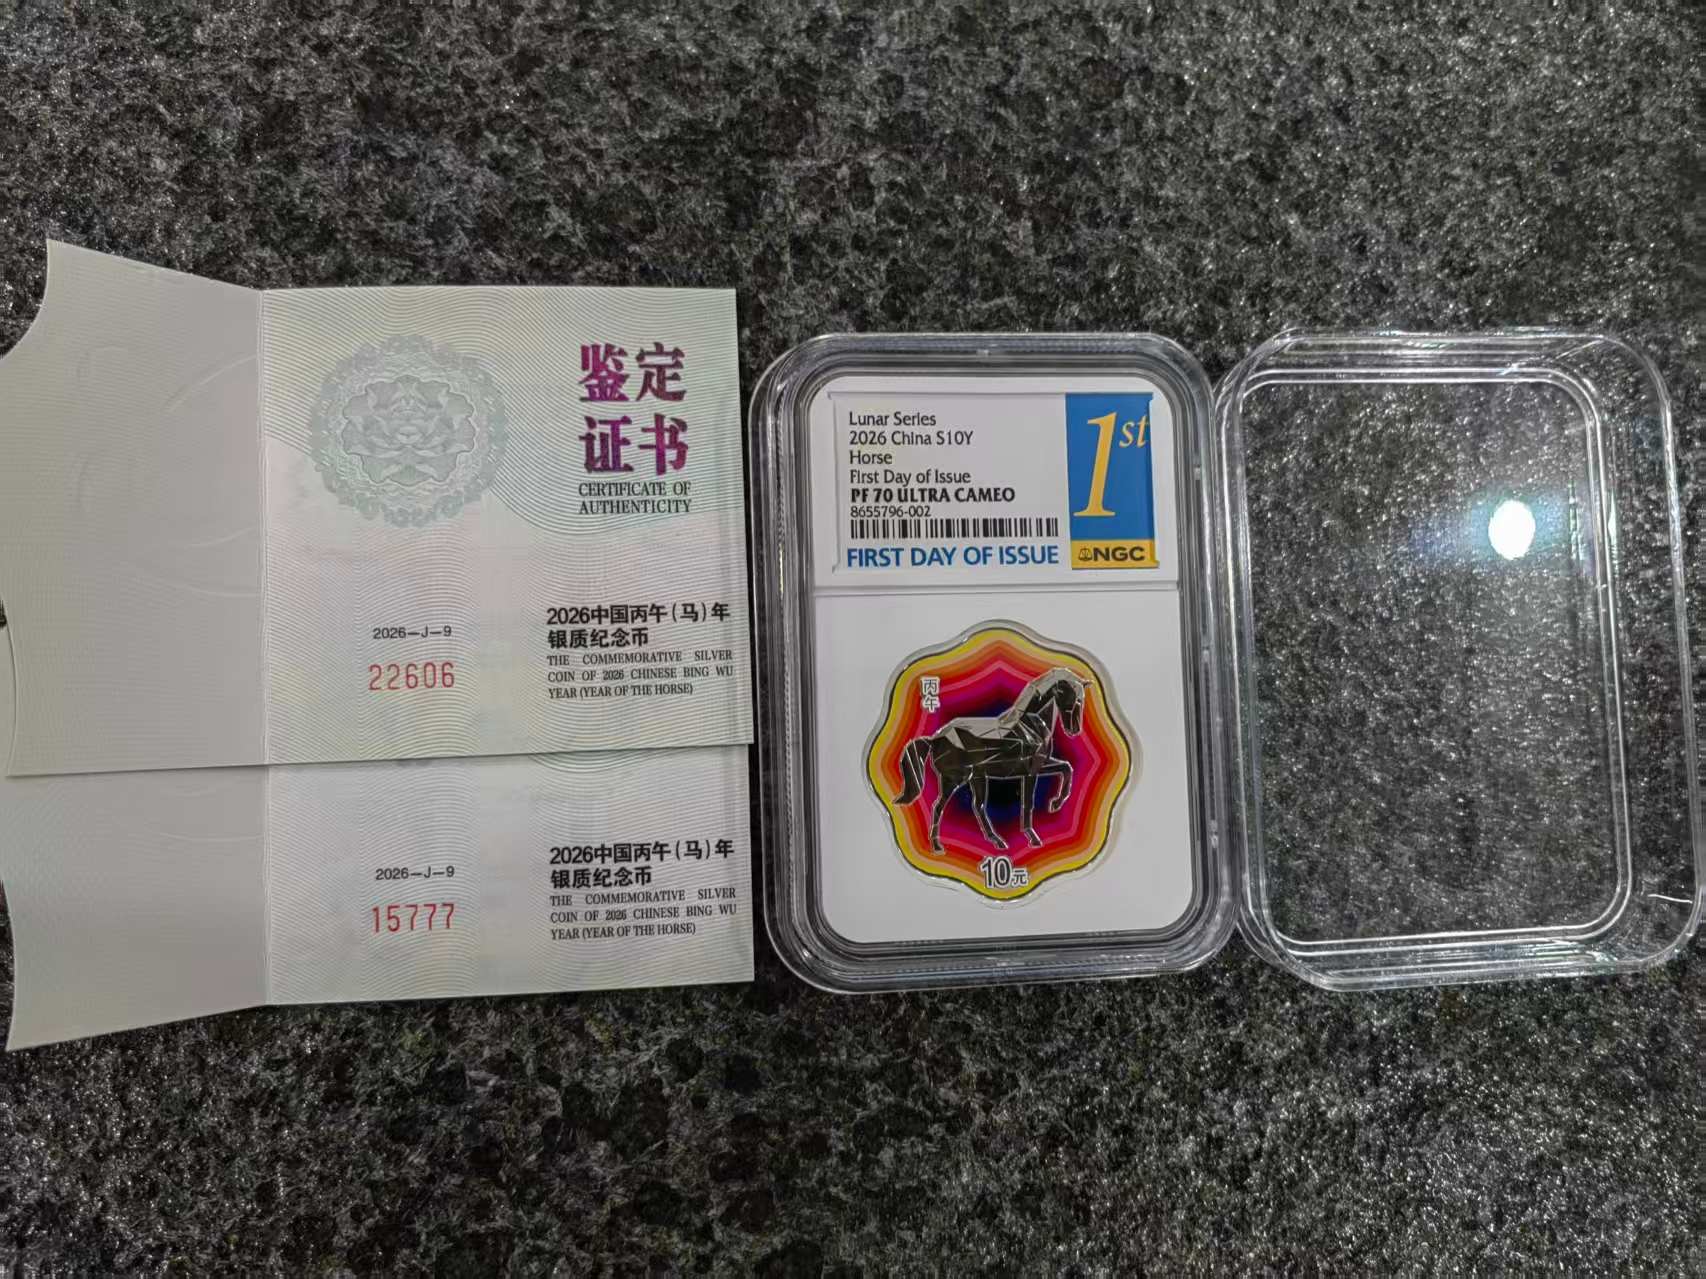 鉴定
证书
CERTIFICATE OF
AUTHENTICITY
2026-J-9
22606
2026中国丙午(马)年
银质纪念币
THE COMMEMORATIVE SILVER
COIN OF 2026 CHINESE BING WU
YEAR (YEAR OF THE HORSE)
2026-J-9
15777
2026中国丙午(马)年
银质纪念币
THE COMMEMORATIVE SILVER
COIN OF 2026 CHINESE BING WU
YEAR (YEAR OF THE HORSE)
Lunar Series
2026 China S10Y
Horse
First Day of Issue
PF 70 ULTRA CAMEO
8655796-002
FIRST DAY OF ISSUE
1st
NGC
丙午
10元